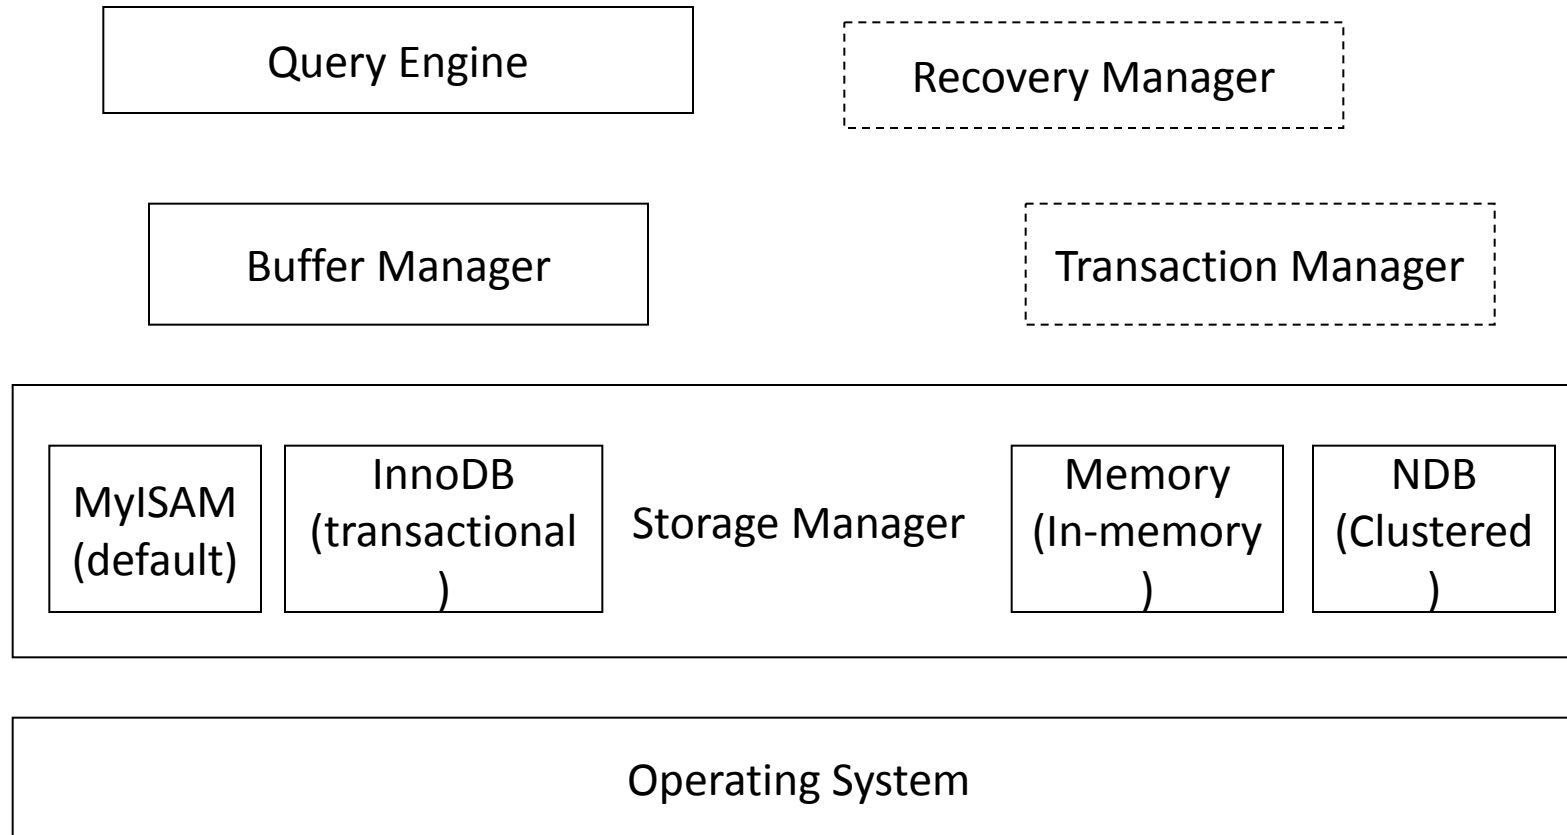 Query Engine
Recovery Manager
Buffer Manager
Transaction Manager
MyISAM
(default)
InnoDB
(transactional
)
Storage Manager
Memory
(In-memory
)
NDB
(Clustered
)
Operating System